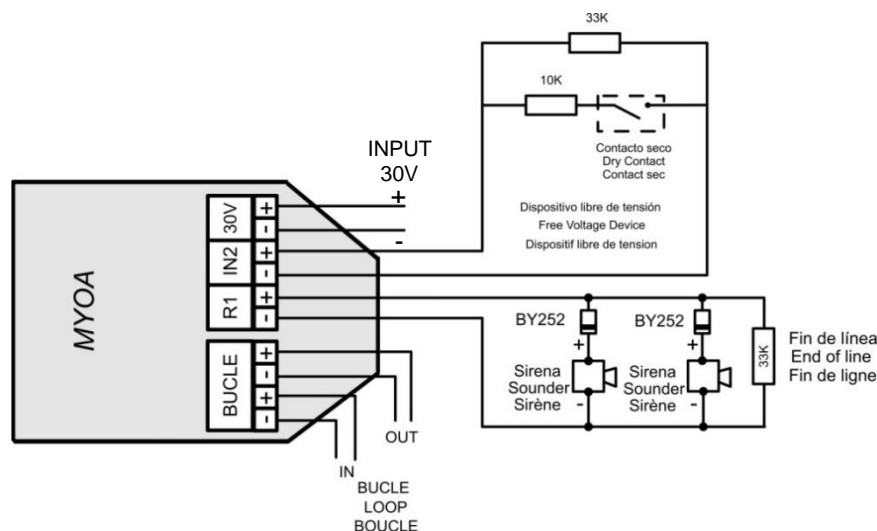 33K
10K
Contacto seco
Dry Contact
Contact sec
INPUT
30V
+
-
Dispositivo libre de tensión
Free Voltage Device
Dispositif libre de tension
MYOA
30V
+
-
IN2
+
-
R1
+
-
BUCLE
+
-
+
-
BY252
+
Sirena
Sounder
Sirène
-
BY252
+
Sirena
Sounder
Sirène
-
33K
Fin de línea
End of line
Fin de ligne
OUT
IN
BUCLE
LOOP
BOUCLE